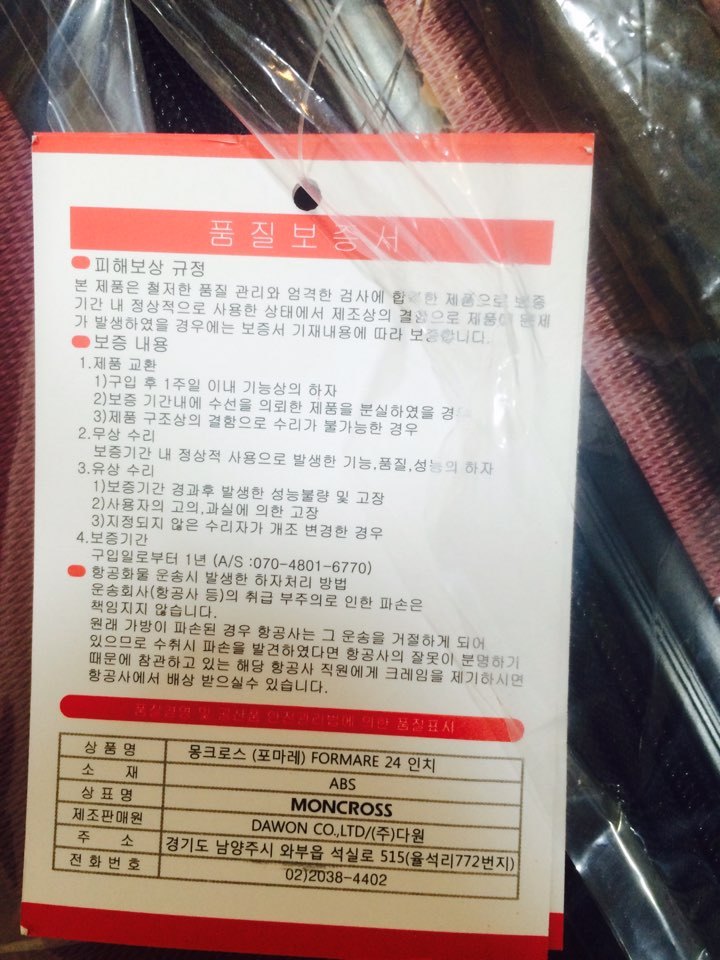 품질보증서
피해보상 규정
본 제품은 철저한 품질 관리와 엄격한 검사에 합격한 제품으로 보증
기간 내 정상적으로 사용한 상태에서 제조상의 결함으로 제품에 문제
가 발생하였을 경우에는 보증서 기재내용에 따라 보증합니다.
보증 내용
1.제품 교환
1)구입 후 1주일 이내 기능상의 하자
2)보증 기간내에 수선을 의뢰한 제품을 분실하였을 경우
3)제품 구조상의 결함으로 수리가 불가능한 경우
2.무상 수리
보증기간 내 정상적 사용으로 발생한 기능,품질,성능의 하자
3.유상 수리
1)보증기간 경과후 발생한 성능불량 및 고장
2)사용자의 고의,과실에 의한 고장
3)지정되지 않은 수리자가 개조 변경한 경우
4.보증기간
구입일로부터 1년 (A/S :070-4801-6770)
항공화물 운송시 발생한 하자처리 방법
운송회사(항공사 등)의 취급 부주의로 인한 파손은
책임지지 않습니다.
원래 가방이 파손된 경우 항공사는 그 운송을 거절하게 되어
있으므로 수취시 파손을 발견하였다면 항공사의 잘못이 분명하기
때문에 참관하고 있는 해당 항공사 직원에게 크레임을 제기하시면
항공사에서 배상 받으실수 있습니다.
품질경영 및 공산품 안전관리법에 의한 품질표시
상 품 명 몽크로스 (포마레) FORMARE 24 인치
소 재 ABS
상 표 명 MONCROSS
제조판매원 DAWON CO.,LTD/(주)다원
주 소 경기도 남양주시 와부읍 석실로 515(율석리772번지)
전 화 번 호 02)2038-4402